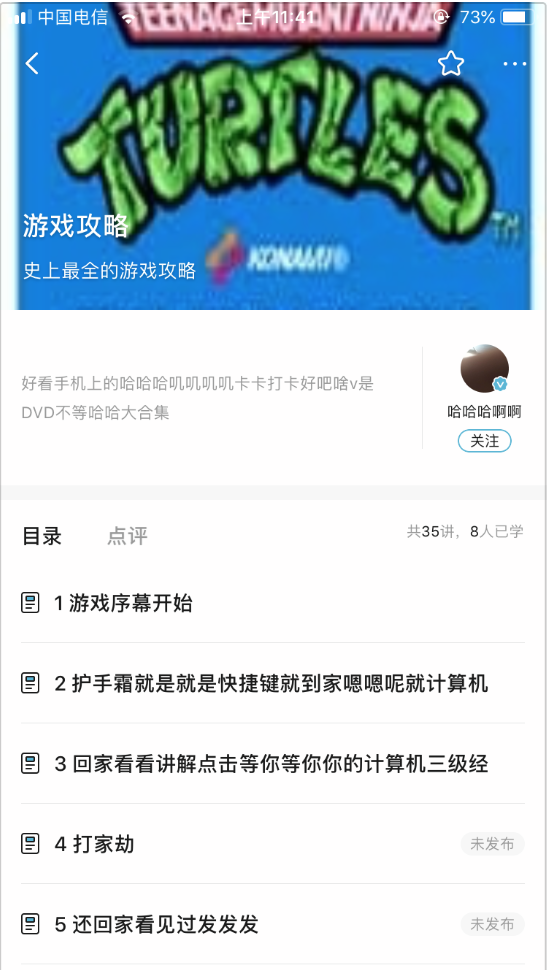 中国电信
上午11:41
73%
TEENAGE MUTANT NINJA
TURTLES
TM
游戏攻略
KONAMI®
史上最全的游戏攻略
好看手机上的哈哈哈叽叽叽叽卡卡打卡好吧啥v是
DVD不等哈哈大合集
哈哈哈啊啊
关注
目录
点评
共35讲，8人已学
1 游戏序幕开始
2 护手霜就是就是快捷键就到家嗯嗯呢就计算机
3 回家看看讲解点击等你等你你的计算机三级经
4 打家劫
未发布
5 还回家看见过发发发
未发布